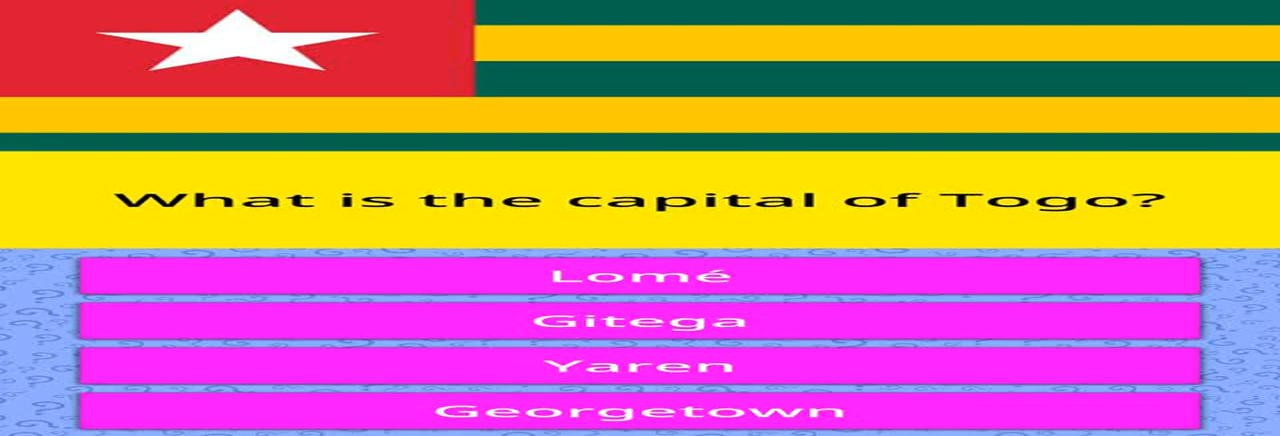 What is the capital of Togo?
Lomé
Gitega
Yaren
Georgetown